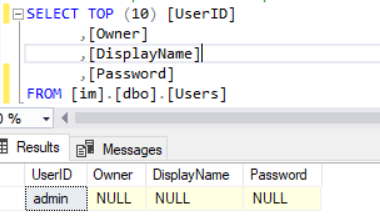 SELECT TOP (10) [UserID]
,[Owner]
,[DisplayName]
,[Password]
FROM [im].[dbo].[Users]
0 %
Results Messages
UserID Owner DisplayName Password
admin NULL NULL NULL